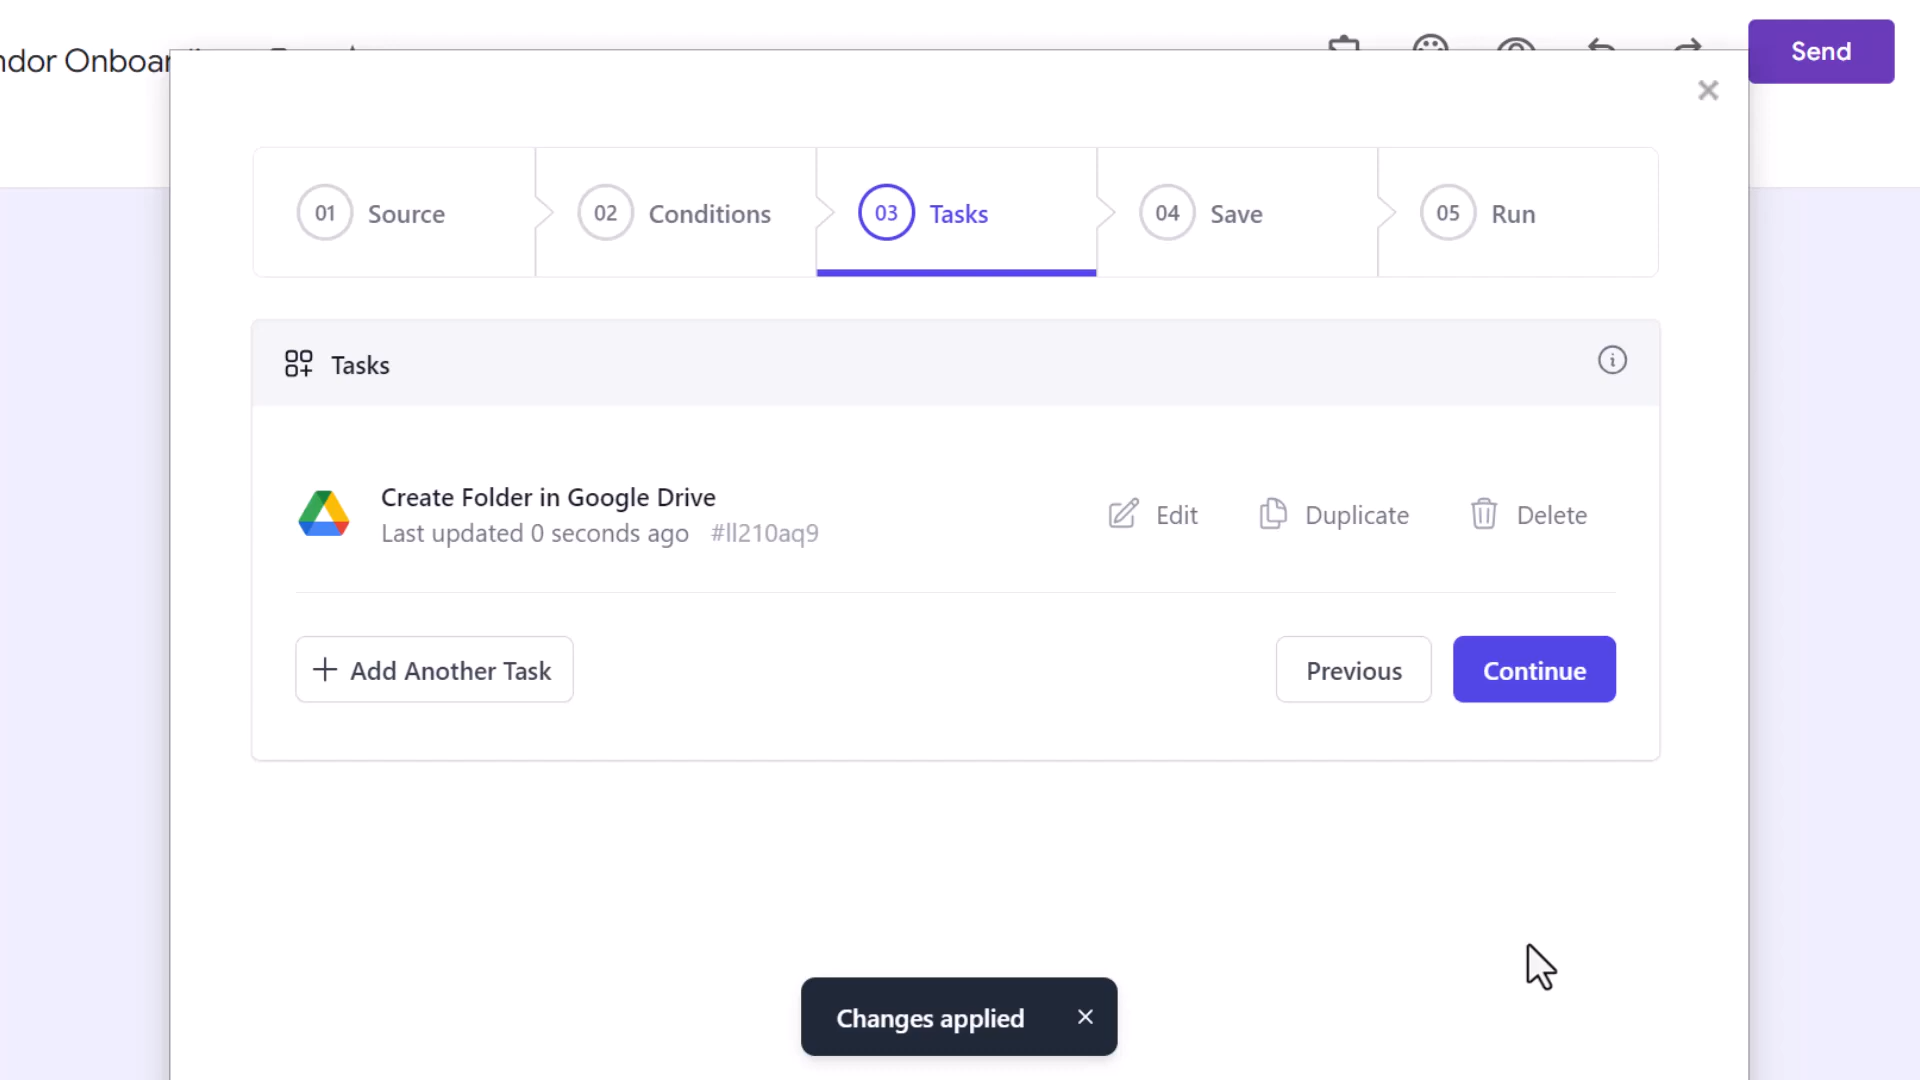 ndor Onboar
Send
01 Source
02 Conditions
03 Tasks
04 Save
05 Run
Tasks
Create Folder in Google Drive
Last updated 0 seconds ago #ll210aq9
Edit
Duplicate
Delete
Add Another Task
Previous
Continue
Changes applied